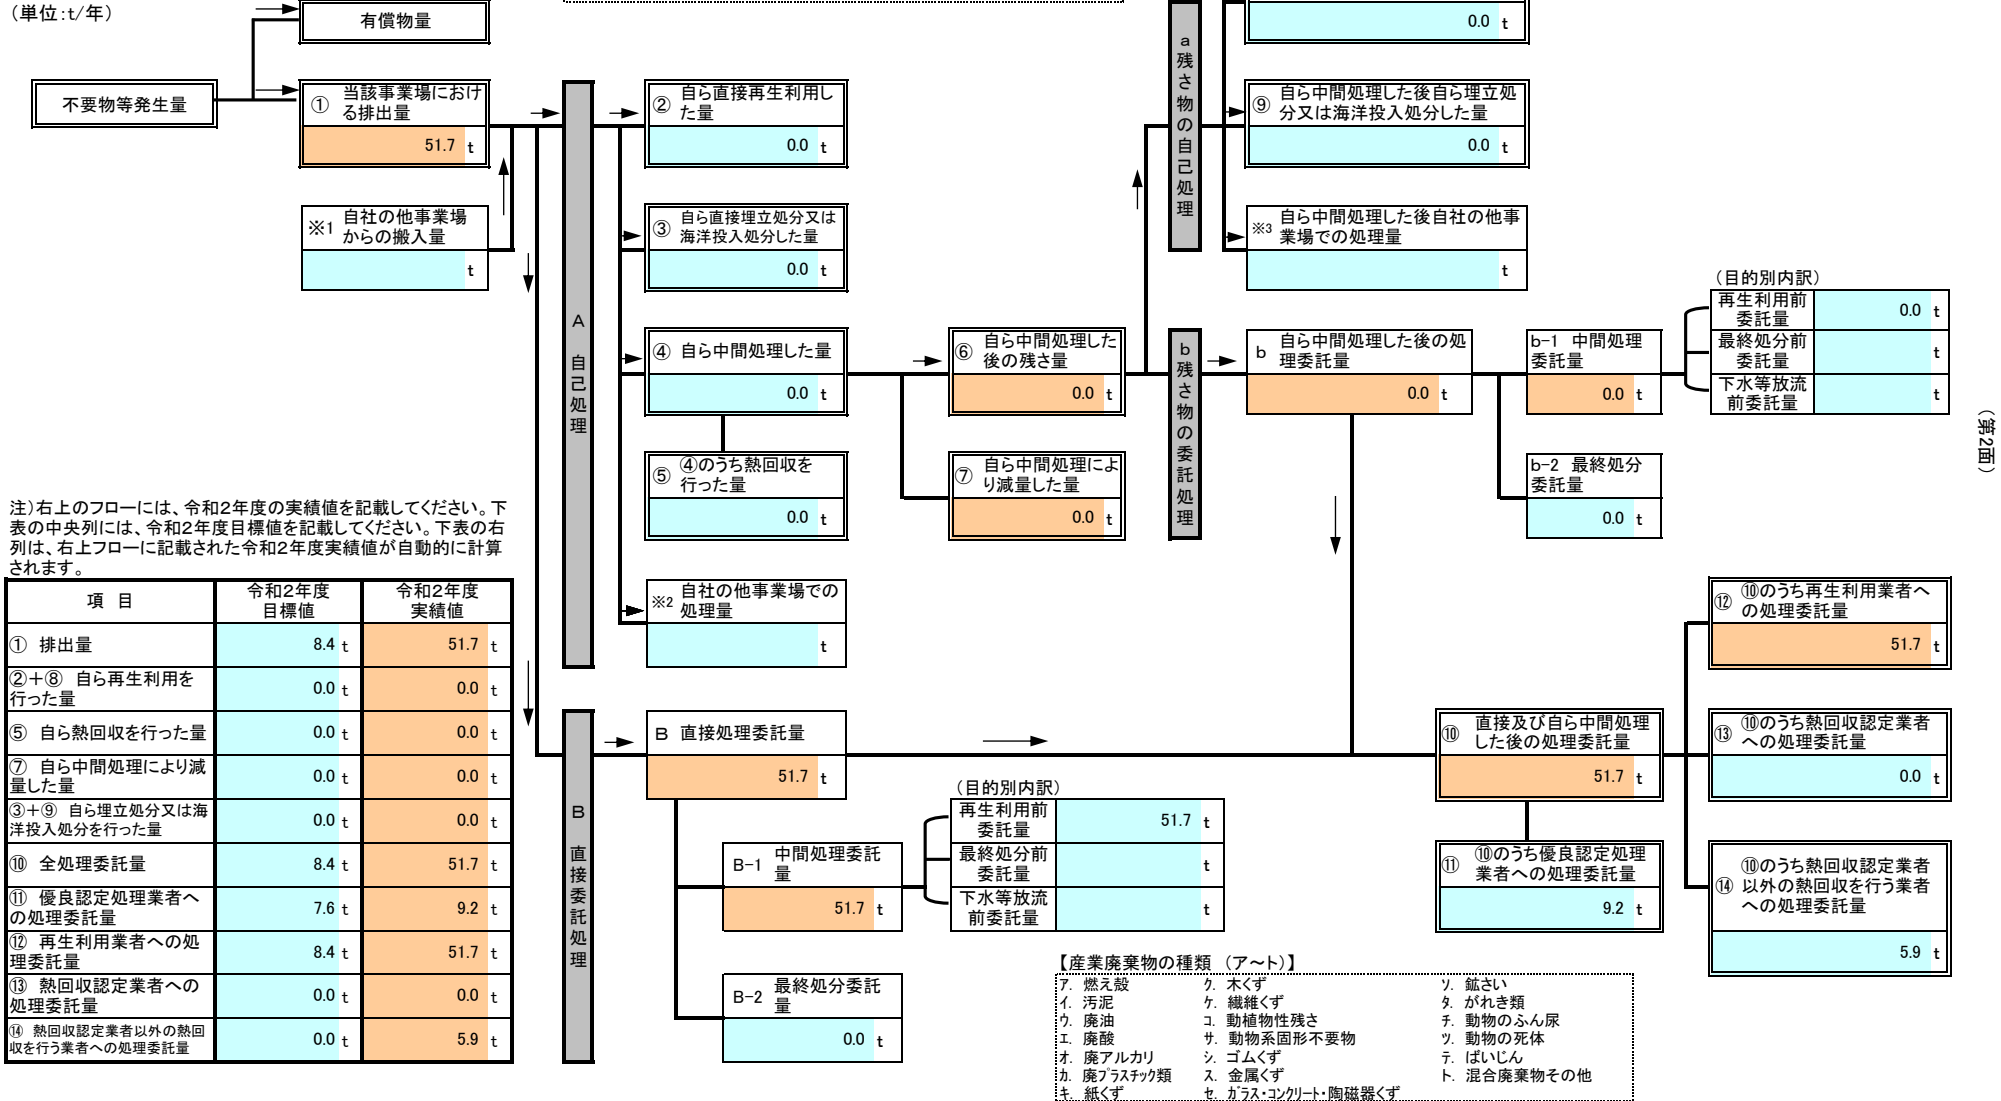 （単位：t/年）
有償物量
0.0 t
不要物等発生量
① 当該事業場におけ
る排出量
51.7 t
※1 自社の他事業場
からの搬入量
t
A 自己処理
② 自ら直接再生利用し
た量
0.0 t
③ 自ら直接埋立処分又は
海洋投入処分した量
0.0 t
④ 自ら中間処理した量
0.0 t
⑤ ④のうち熱回収を
行った量
0.0 t
※2 自社の他事業場での
処理量
t
⑥ 自ら中間処理した
後の残さ量
0.0 t
⑦ 自ら中間処理によ
り減量した量
0.0 t
a 残さ物の自己処理
⑨ 自ら中間処理した後自ら埋立処
分又は海洋投入処分した量
0.0 t
※3 自ら中間処理した後自社の他事
業場での処理量
t
b 残さ物の委託処理
b 自ら中間処理した後の処
理委託量
0.0 t
b-1 中間処理
委託量
0.0 t
b-2 最終処分
委託量
0.0 t
（目的別内訳）
再生利用前
委託量
0.0 t
最終処分前
委託量
t
下水等放流
前委託量
t
（第2面）
注）右上のフローには、令和2年度の実績値を記載してください。下
表の中央列には、令和2年度目標値を記載してください。下表の右
列は、右上フローに記載された令和2年度実績値が自動的に計算
されます。
項 目 令和2年度 令和2年度
目標値 実績値
① 排出量 8.4 t 51.7 t
②＋⑧ 自ら再生利用を
行った量 0.0 t 0.0 t
⑤ 自ら熱回収を行った量 0.0 t 0.0 t
⑦ 自ら中間処理により減
量した量 0.0 t 0.0 t
③＋⑨ 自ら埋立処分又は海
洋投入処分を行った量 0.0 t 0.0 t
⑩ 全処理委託量 8.4 t 51.7 t
⑪ 優良認定処理業者へ
の処理委託量 7.6 t 9.2 t
⑫ 再生利用業者への処
理委託量 8.4 t 51.7 t
⑬ 熱回収認定業者への
処理委託量 0.0 t 0.0 t
⑭ 熱回収認定業者以外の熱回
収を行う業者への処理委託量 0.0 t 5.9 t
B 直接委託処理
B 直接処理委託量
51.7 t
B-1 中間処理委託
量
51.7 t
B-2 最終処分委託
量
0.0 t
（目的別内訳）
再生利用前
委託量
51.7 t
最終処分前
委託量
t
下水等放流
前委託量
t
⑩ 直接及び自ら中間処理
した後の処理委託量
51.7 t
⑪ ⑩のうち優良認定処理
業者への処理委託量
9.2 t
⑫ ⑩のうち再生利用業者へ
の処理委託量
51.7 t
⑬ ⑩のうち熱回収認定業者
への処理委託量
0.0 t
⑭ ⑩のうち熱回収認定業者
以外の熱回収を行う業者
への処理委託量
5.9 t
【産業廃棄物の種類 （ア～ト）】
ア. 燃え殻 ク. 木くず ソ. 鉱さい
イ. 汚泥 ケ. 繊維くず タ. がれき類
ウ. 廃油 コ. 動植物性残さ チ. 動物のふん尿
エ. 廃酸 サ. 動物系固形不要物 ツ. 動物の死体
オ. 廃アルカリ シ. ゴムくず テ. ばいじん
カ. 廃プラスチック類 ス. 金属くず ト. 混合廃棄物その他
キ. 紙くず セ. ガラス・コンクリート・陶磁器くず